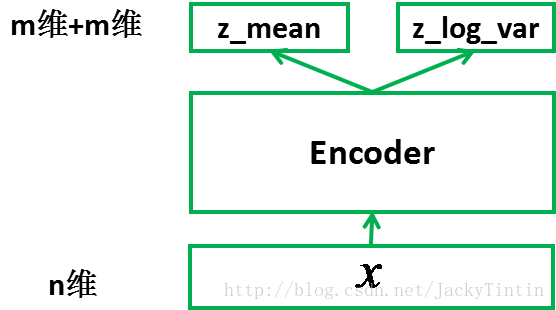 m维+m维 z_mean z_log_var
Encoder
n维 x
http://blog.csdn.net/JackyTintin